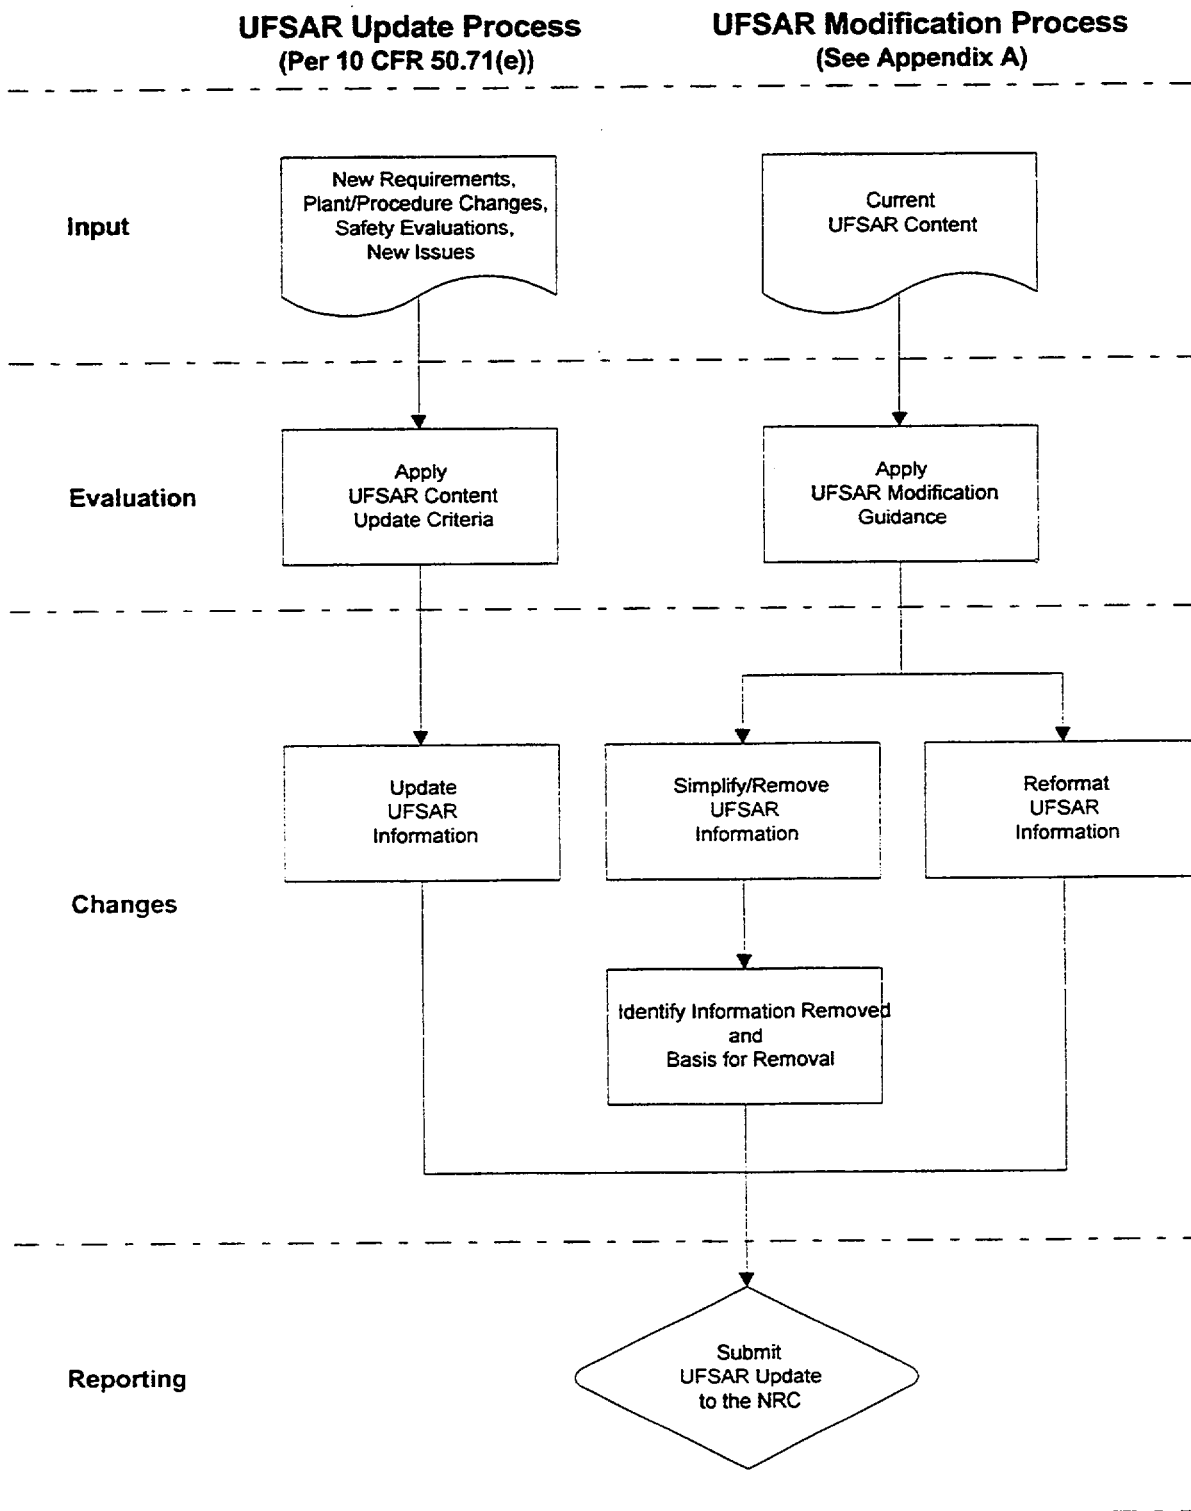 UFSAR Update Process
(Per 10 CFR 50.71(e))
UFSAR Modification Process
(See Appendix A)
Input
New Requirements,
Plant/Procedure Changes,
Safety Evaluations,
New Issues
Current
UFSAR Content
Evaluation
Apply
UFSAR Content
Update Criteria
Apply
UFSAR Modification
Guidance
Changes
Update
UFSAR
Information
Simplify/Remove
UFSAR
Information
Reformat
UFSAR
Information
Identify Information Removed
and
Basis for Removal
Reporting
Submit
UFSAR Update
to the NRC